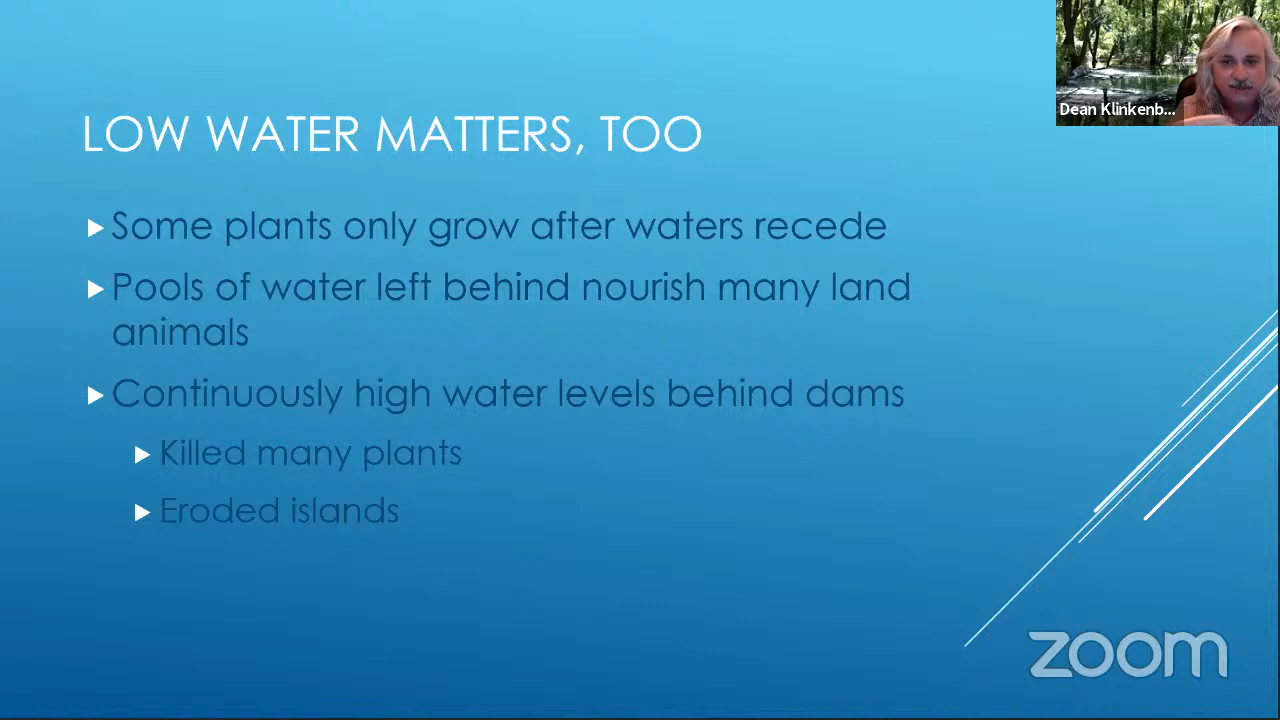 Dean Klinkenb...
LOW WATER MATTERS, TOO
Some plants only grow after waters recede
Pools of water left behind nourish many land
animals
Continuously high water levels behind dams
Killed many plants
Eroded islands
zoom